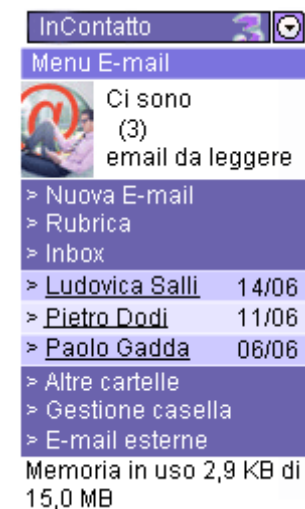 InContatto 3
Menu E-mail
Ci sono
(3)
email da leggere
> Nuova E-mail
> Rubrica
> Inbox
> Ludovica Salli 14/06
> Pietro Dodi 11/06
> Paolo Gadda 06/06
> Altre cartelle
> Gestione casella
> E-mail esterne
Memoria in uso 2,9 KB di
15,0 MB